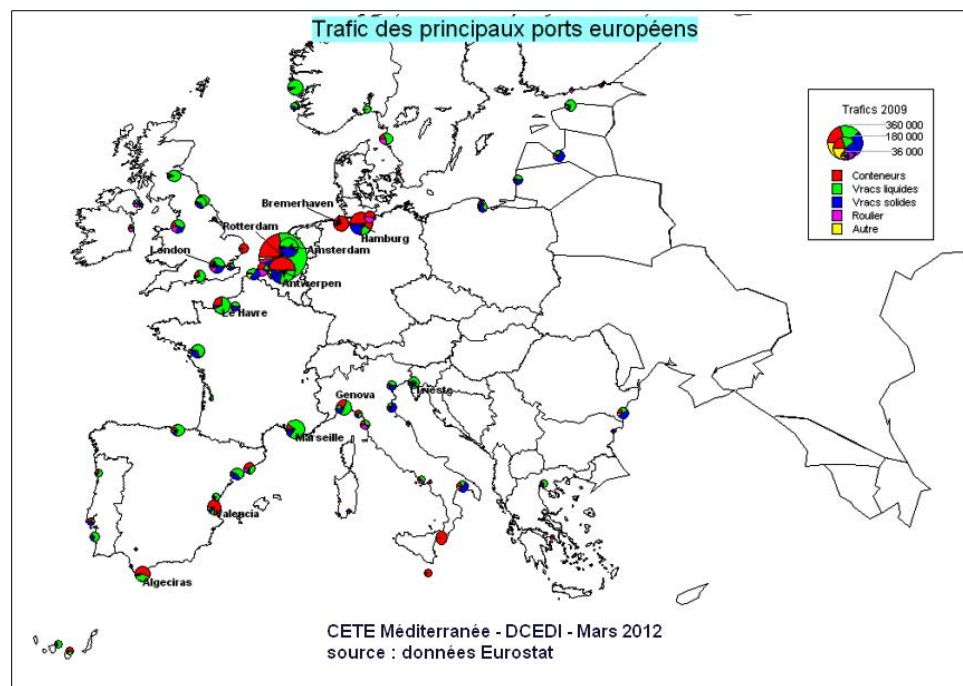 Trafic des principaux ports européens
Trafics 2009
360 000
180 000
36 000
Conteneurs
Vracs liquides
Vracs solides
Roulier
Autre
Bremerhaven
Rotterdam
Hamburg
London
Amsterdam
Antwerpen
Le Havre
Genova
Trieste
Marseille
Valencia
Algeciras
CETE Méditerranée - DCEDI - Mars 2012
source : données Eurostat